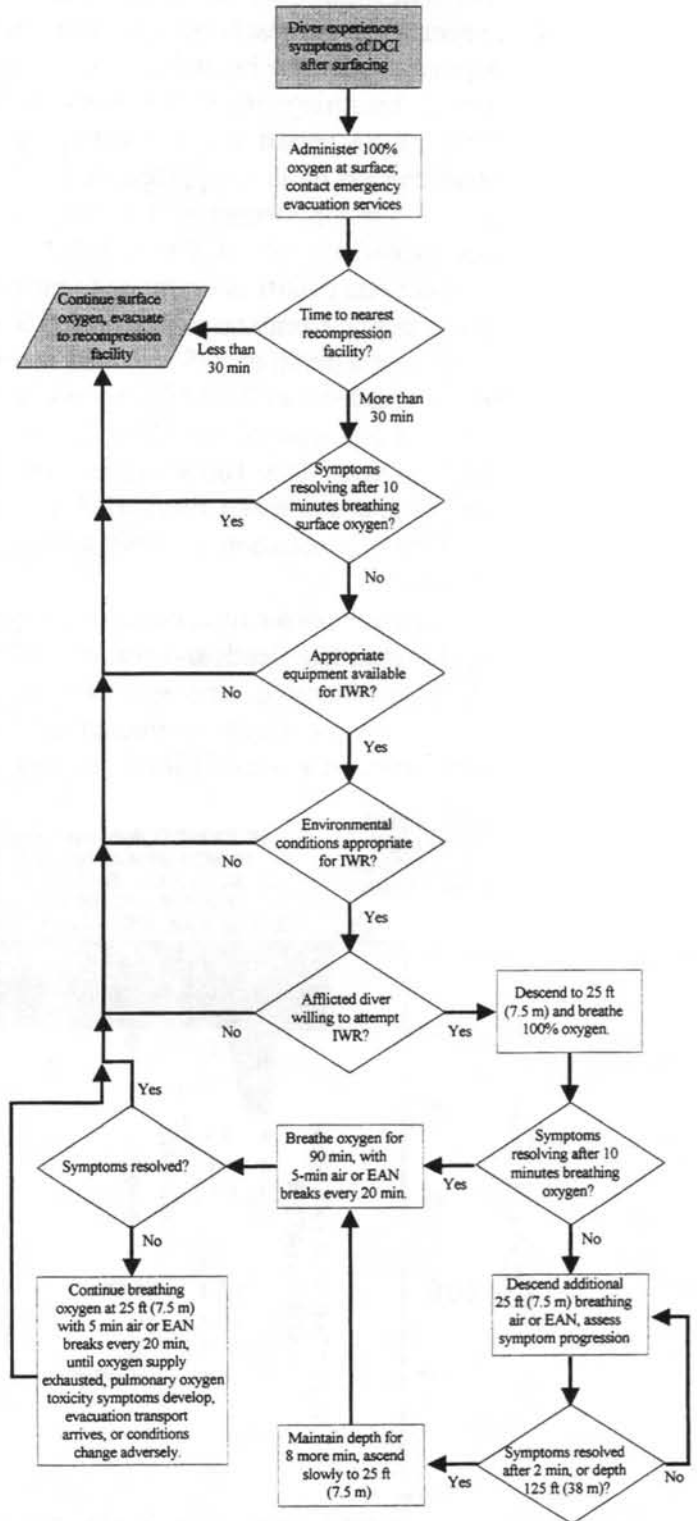 Diver experiences
symptoms of DCI
after surfacing
Administer 100%
oxygen at surface;
contact emergency
evacuation services
Continue surface
oxygen, evacuate
to recompression
facility
Time to nearest
recompression
facility?
Less than
30 min
More than
30 min
Symptoms
resolving after 10
minutes breathing
surface oxygen?
Yes
No
Appropriate
equipment available
for IWR?
No
Yes
Environmental
conditions appropriate
for IWR?
No
Yes
Afflicted diver
willing to attempt
IWR?
No
Yes
Descend to 25 ft
(7.5 m) and breathe
100% oxygen.
Symptoms
resolving after 10
minutes breathing
oxygen?
Yes
No
Breathe oxygen for
90 min, with
5-min air or EAN
breaks every 20 min.
Yes
Symptoms resolved?
No
Continue breathing
oxygen at 25 ft (7.5 m)
with 5 min air or EAN
breaks every 20 min,
until oxygen supply
exhausted, pulmonary oxygen
toxicity symptoms develop,
evacuation transport
arrives, or conditions
change adversely.
Descend additional
25 ft (7.5 m) breathing
air or EAN, assess
symptom progression
Symptoms resolved
after 2 min, or depth
125 ft (38 m)?
No
Yes
Maintain depth for
8 more min, ascend
slowly to 25 ft
(7.5 m)